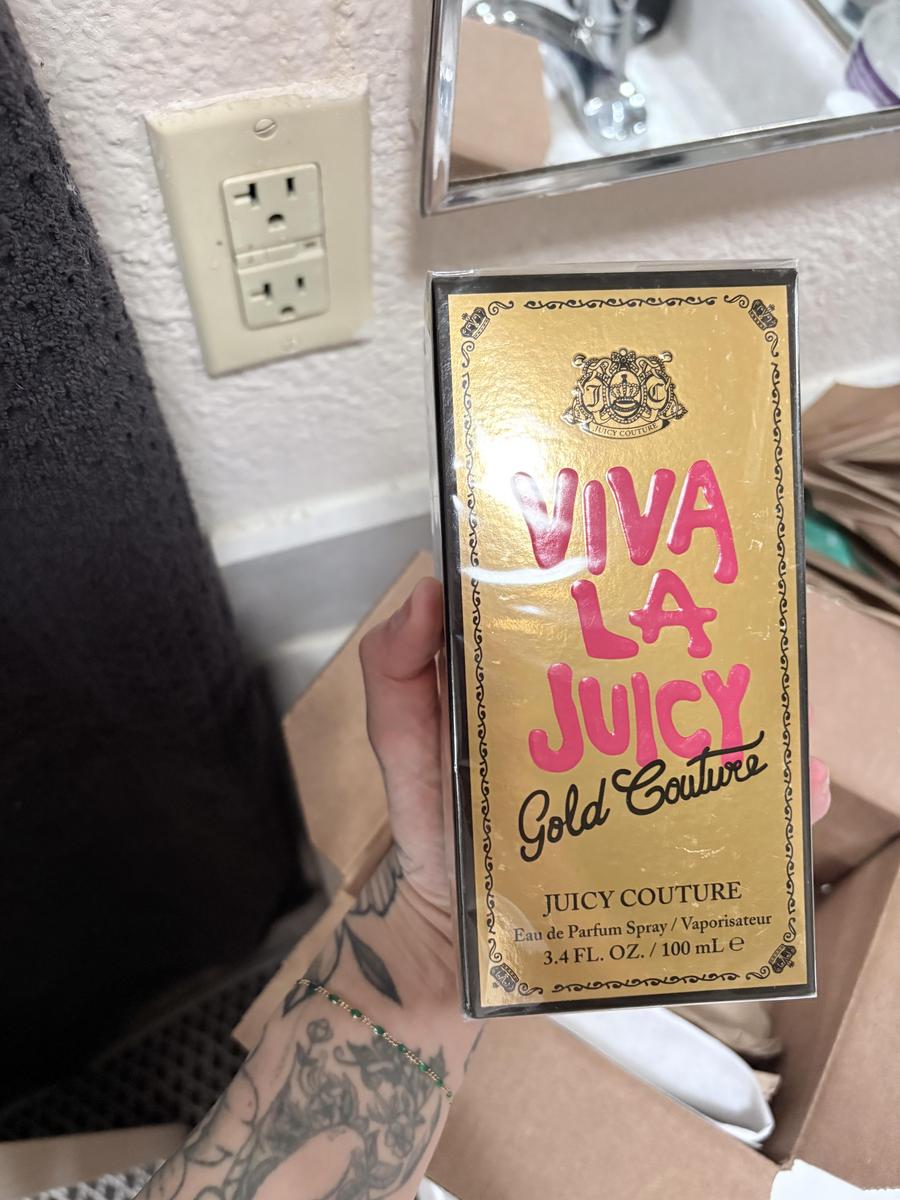 J C
JUICY COUTURE
VIVA
LA
JUICY
Gold Couture
JUICY COUTURE
Eau de Parfum Spray / Vaporisateur
3.4 FL. OZ. / 100 mL ℮